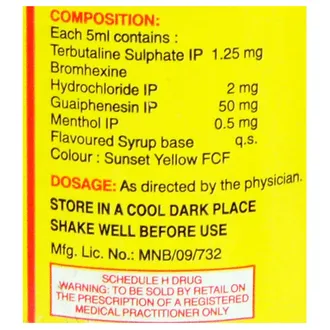 COMPOSITION:
Each 5ml contains :
Terbutaline Sulphate IP 1.25 mg
Bromhexine
Hydrochloride IP 2 mg
Guaiphenesin IP 50 mg
Menthol IP 0.5 mg
Flavoured Syrup base q.s.
Colour : Sunset Yellow FCF
DOSAGE: As directed by the physician.
STORE IN A COOL DARK PLACE
SHAKE WELL BEFORE USE
Mfg. Lic. No.: MNB/09/732
SCHEDULE H DRUG
WARNING: TO BE SOLD BY RETAIL ON
THE PRESCRIPTION OF A REGISTERED
MEDICAL PRACTITIONER ONLY